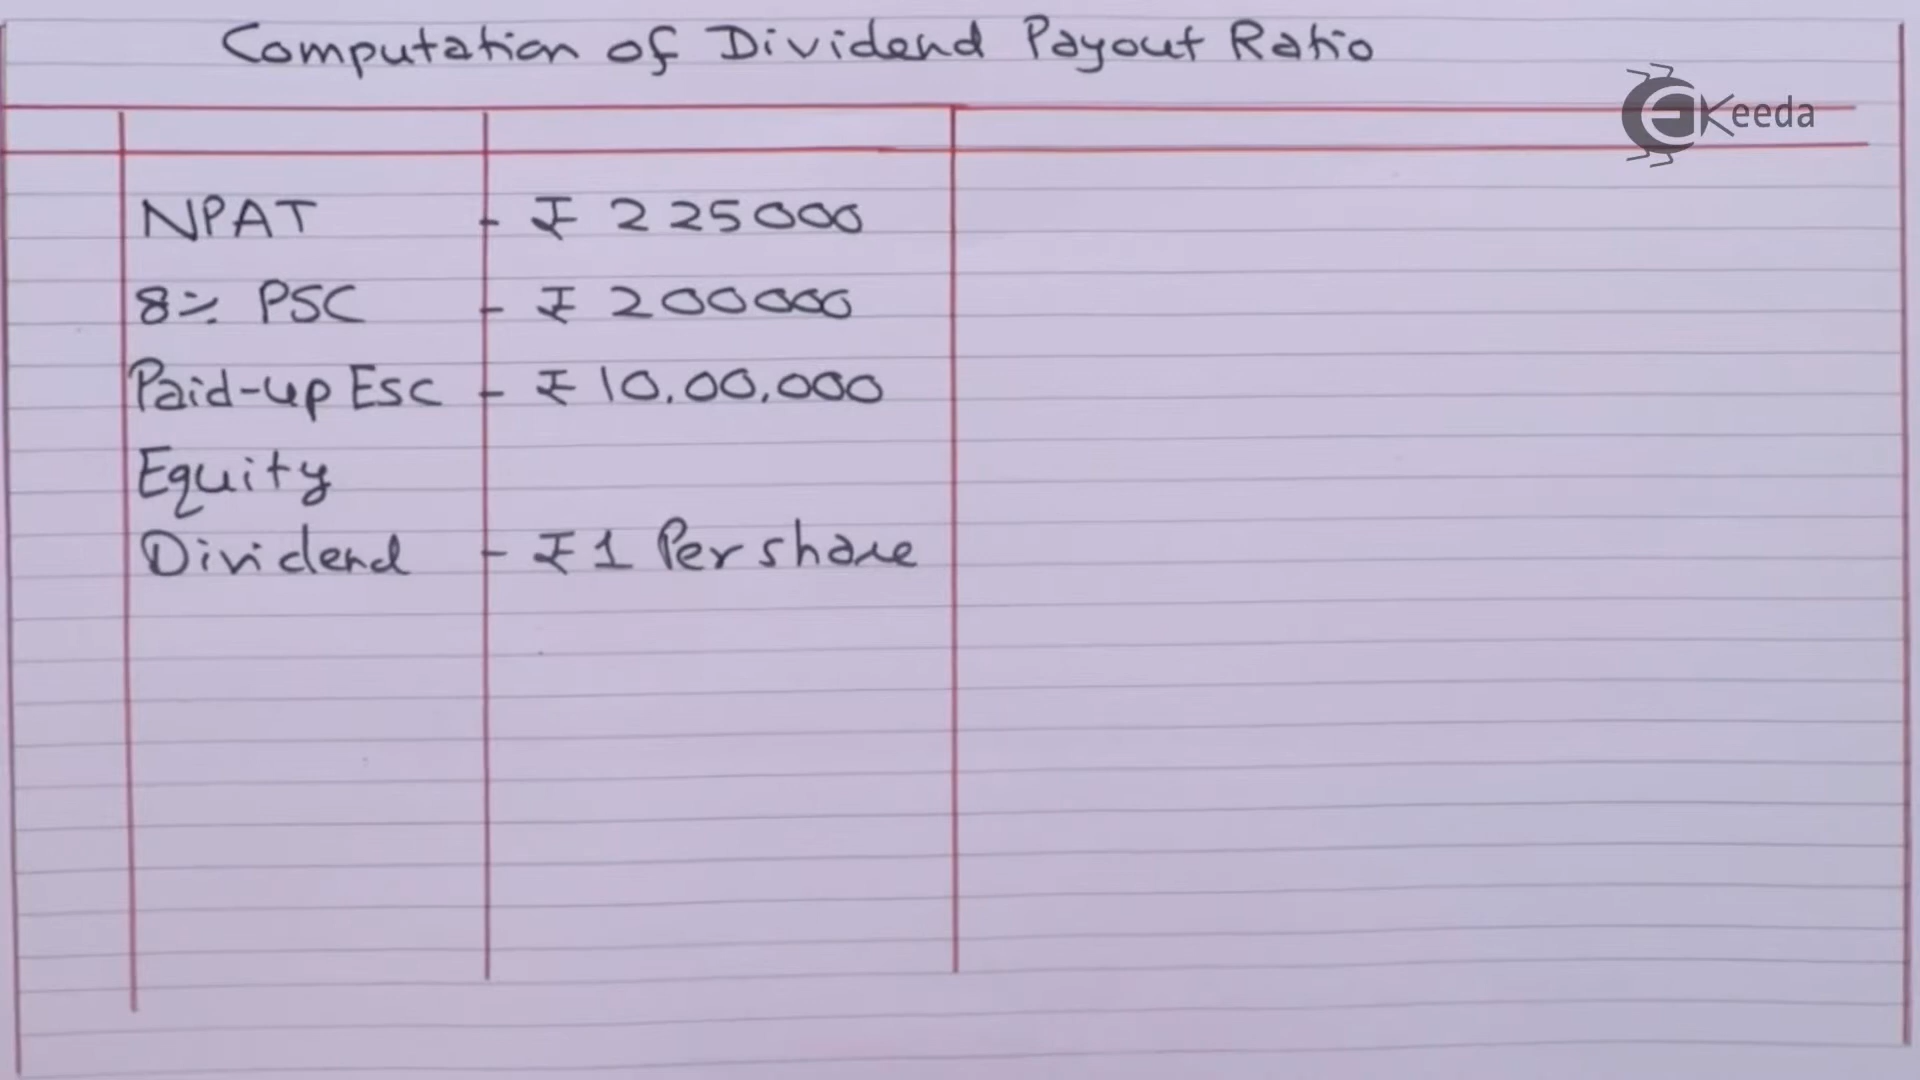 Computation of Dividend Payout Ratio
Keeda
NPAT - ₹ 225000
8% PSC - ₹ 200000
Paid-up Esc - ₹ 10,00,000
Equity
Dividend - ₹ 1 Per share